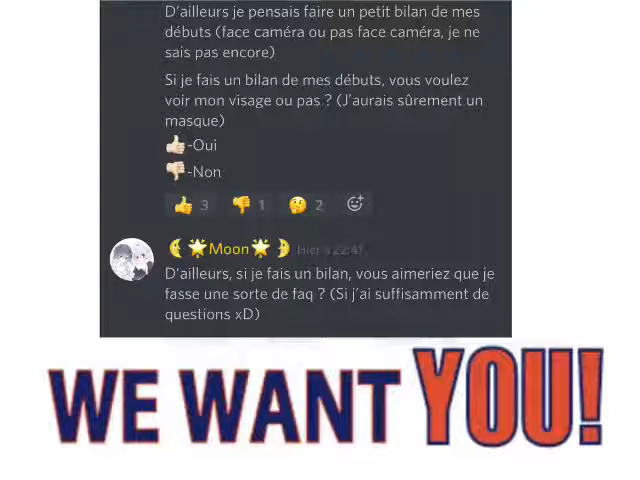 D'ailleurs je pensais faire un petit bilan de mes
débuts (face caméra ou pas face caméra, je ne
sais pas encore)
Si je fais un bilan de mes débuts, vous voulez
voir mon visage ou pas ? (J'aurais sûrement un
masque)
👍🏻-Oui
👎🏻-Non
👍 3 👎 1 🤔 2
🌜🌟Moon🌟🌛 Hier à 22:41
D'ailleurs, si je fais un bilan, vous aimeriez que je
fasse une sorte de faq ? (Si j'ai suffisamment de
questions xD)
WE WANT YOU!